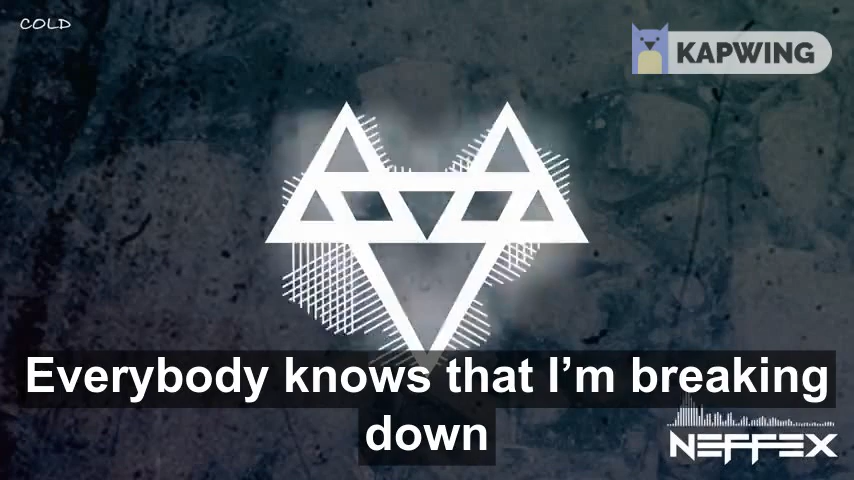 COLD
KAPWING
Everybody knows that I’m breaking
down
NEFFEX